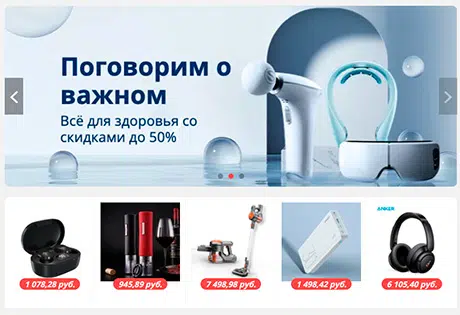 Поговорим о
важном
Всё для здоровья со
скидками до 50%
ANKER
1 078,28 руб.
945,89 руб.
7 498,98 руб.
1 498,42 руб.
6 105,40 руб.